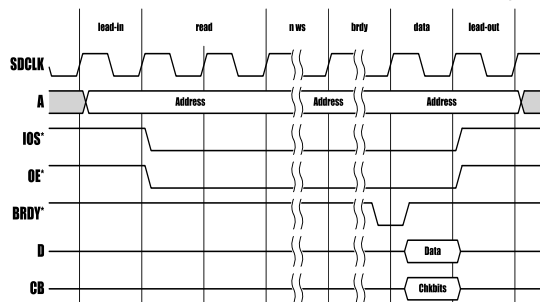 lead-in read n ws brdy data lead-out
SDCLK
A Address Address Address
IOS*
OE*
BRDY*
D Data
CB Chkbits